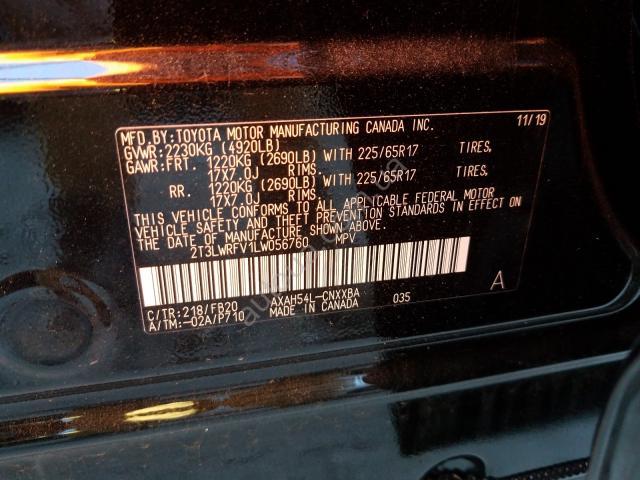 MFD.BY:TOYOTA MOTOR MANUFACTURING CANADA INC. 11/19
GVWR:2230KG (4920LB)
GAWR:FRT. 1220KG (2690LB) WITH 225/65R17 TIRES.
17X7.0J RIMS.
RR. 1220KG (2690LB) WITH 225/65R17 TIRES.
17X7.0J RIMS.
THIS VEHICLE CONFORMS TO ALL APPLICABLE FEDERAL MOTOR
VEHICLE SAFETY AND THEFT PREVENTION STANDARDS IN EFFECT ON
THE DATE OF MANUFACTURE SHOWN ABOVE.
2T3LWRFV1LW056760 MPV
C/TR:218/FB20 AXAH54L-CNXXBA 035 A
A/TM:-02A/P710 MADE IN CANADA